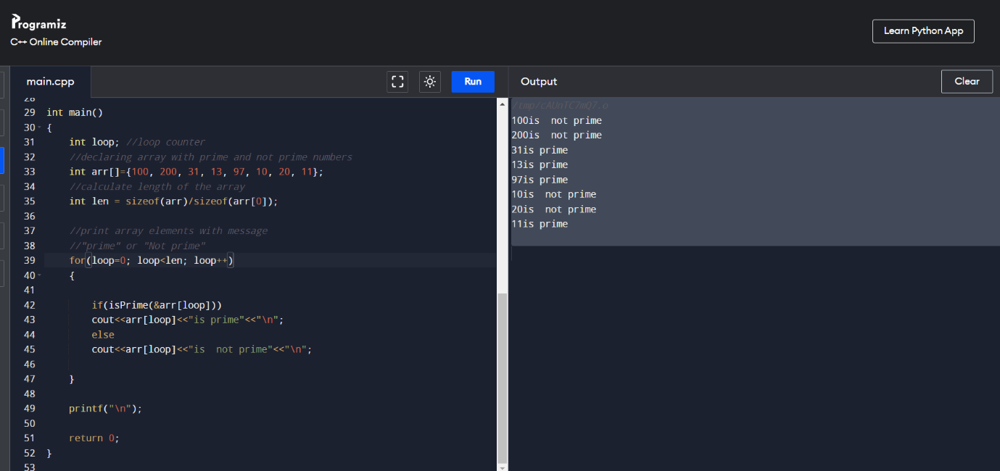 Programiz
C++ Online Compiler
Learn Python App
main.cpp
Run
Output
Clear
28
29 int main()
30 {
31 int loop; //loop counter
32 //declaring array with prime and not prime numbers
33 int arr[]={100, 200, 31, 13, 97, 10, 20, 11};
34 //calculate length of the array
35 int len = sizeof(arr)/sizeof(arr[0]);
36
37 //print array elements with message
38 //"prime" or "Not prime"
39 for(loop=0; loop<len; loop++)
40 {
41
42 if(isPrime(&arr[loop]))
43 cout<<arr[loop]<<"is prime"<<"\n";
44 else
45 cout<<arr[loop]<<"is  not prime"<<"\n";
46
47 }
48
49 printf("\n");
50
51 return 0;
52 }
53
/tmp/cAUnTC7mQ7.o
100is  not prime
200is  not prime
31is prime
13is prime
97is prime
10is  not prime
20is  not prime
11is prime